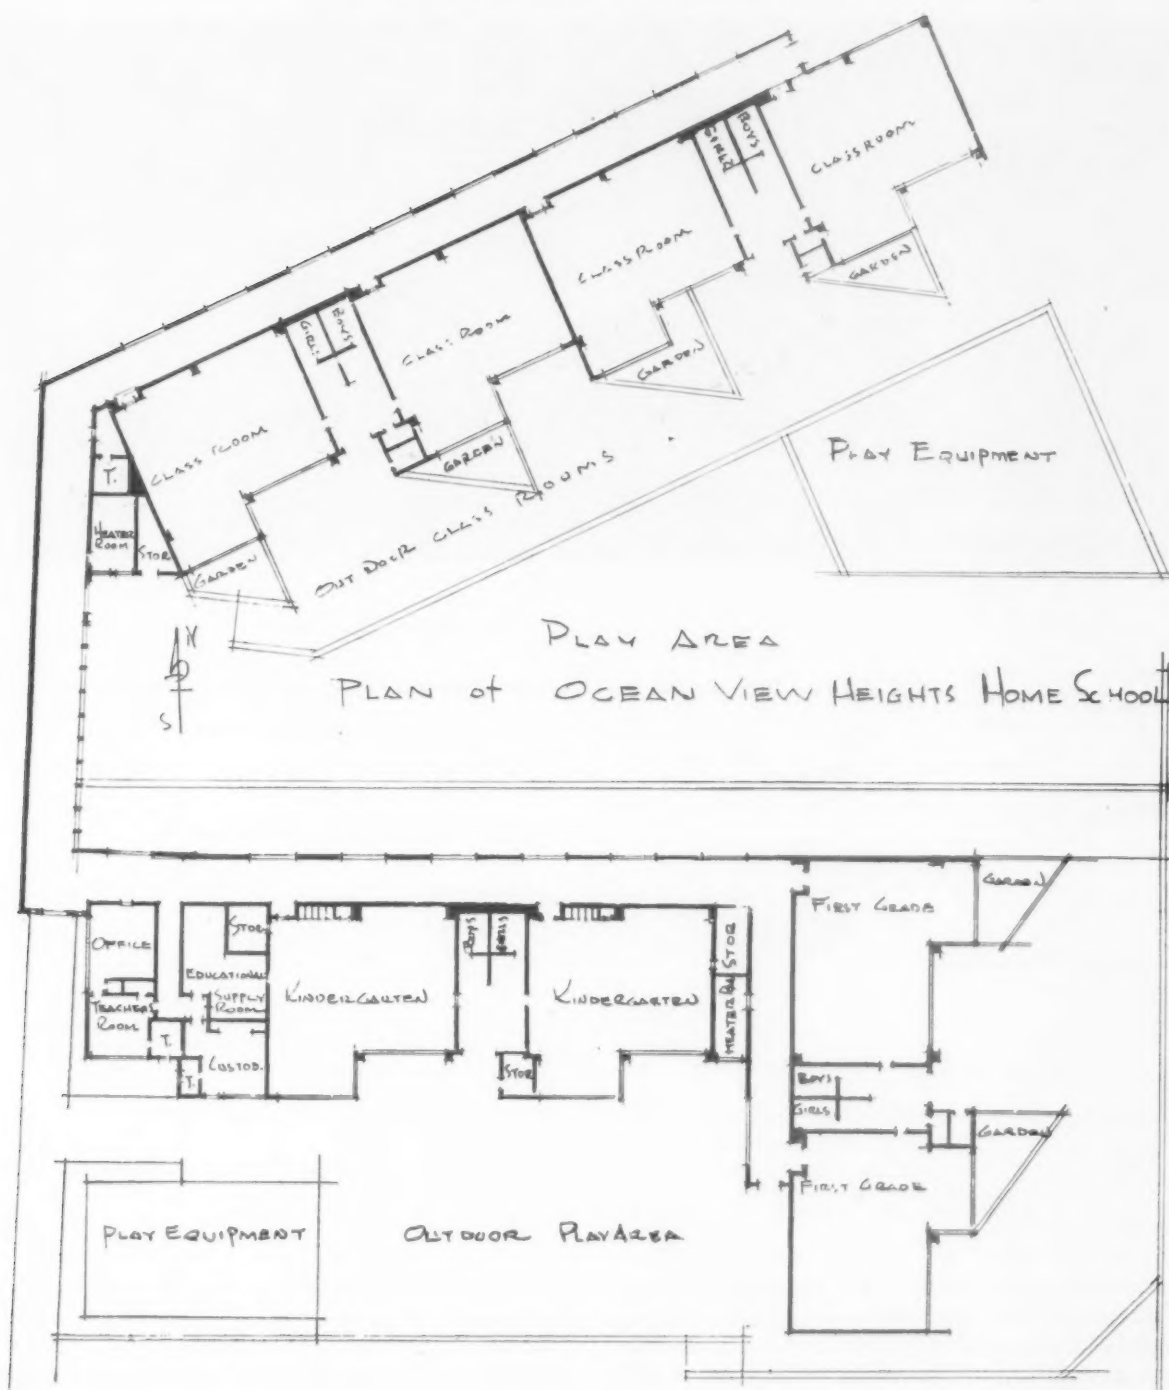 BOYS
GIRLS
CLASSROOM
CLASSROOM
GARDEN
BOYS
GIRLS
CLASS ROOM
GARDEN
CLASS ROOM
GARDEN
PLAY EQUIPMENT
T.
HEATER
ROOM
STOR
GARDEN
OUT DOOR CLASS ROOMS
N
S
PLAY AREA
PLAN of OCEAN VIEW HEIGHTS HOME SCHOOL
GARDEN
FIRST GRADE
OFFICE
STOR
BOYS
GIRLS
STOR
EDUCATIONAL
SUPPLY
ROOM
KINDERGARTEN
KINDERGARTEN
HEATER RM
TEACHERS
ROOM
T.
T.
CUSTOD.
STOR
BOYS
GIRLS
GARDEN
FIRST GRADE
PLAY EQUIPMENT
OUTDOOR PLAY AREA